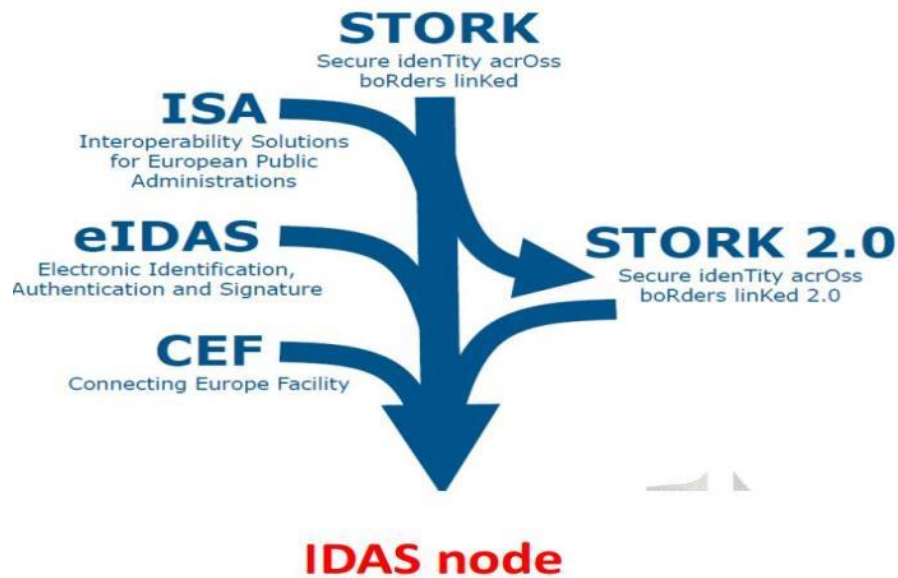 STORK
Secure idenTity acrOss
boRders linKed
ISA
Interoperability Solutions
for European Public
Administrations
eIDAS
Electronic Identification,
Authentication and Signature
STORK 2.0
Secure idenTity acrOss
boRders linKed 2.0
CEF
Connecting Europe Facility
IDAS node